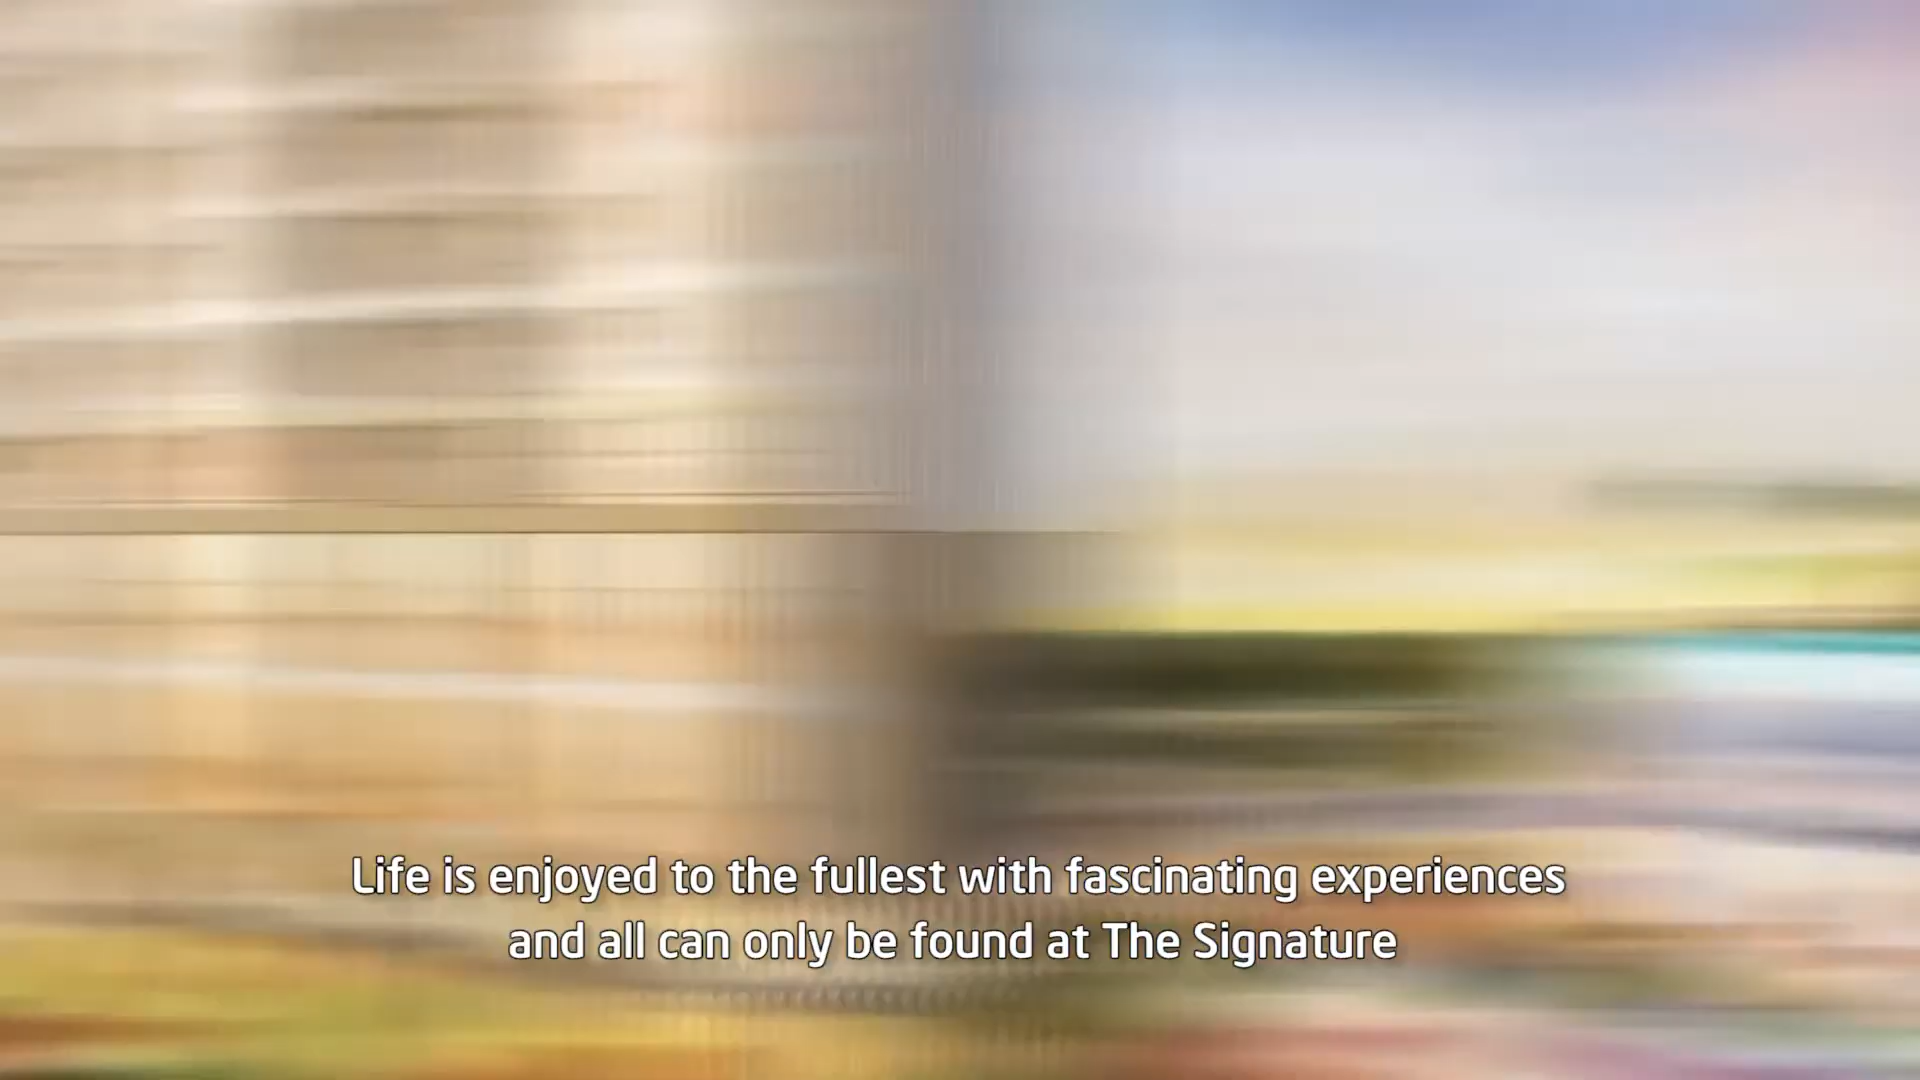 Life is enjoyed to the fullest with fascinating experiences
and all can only be found at The Signature